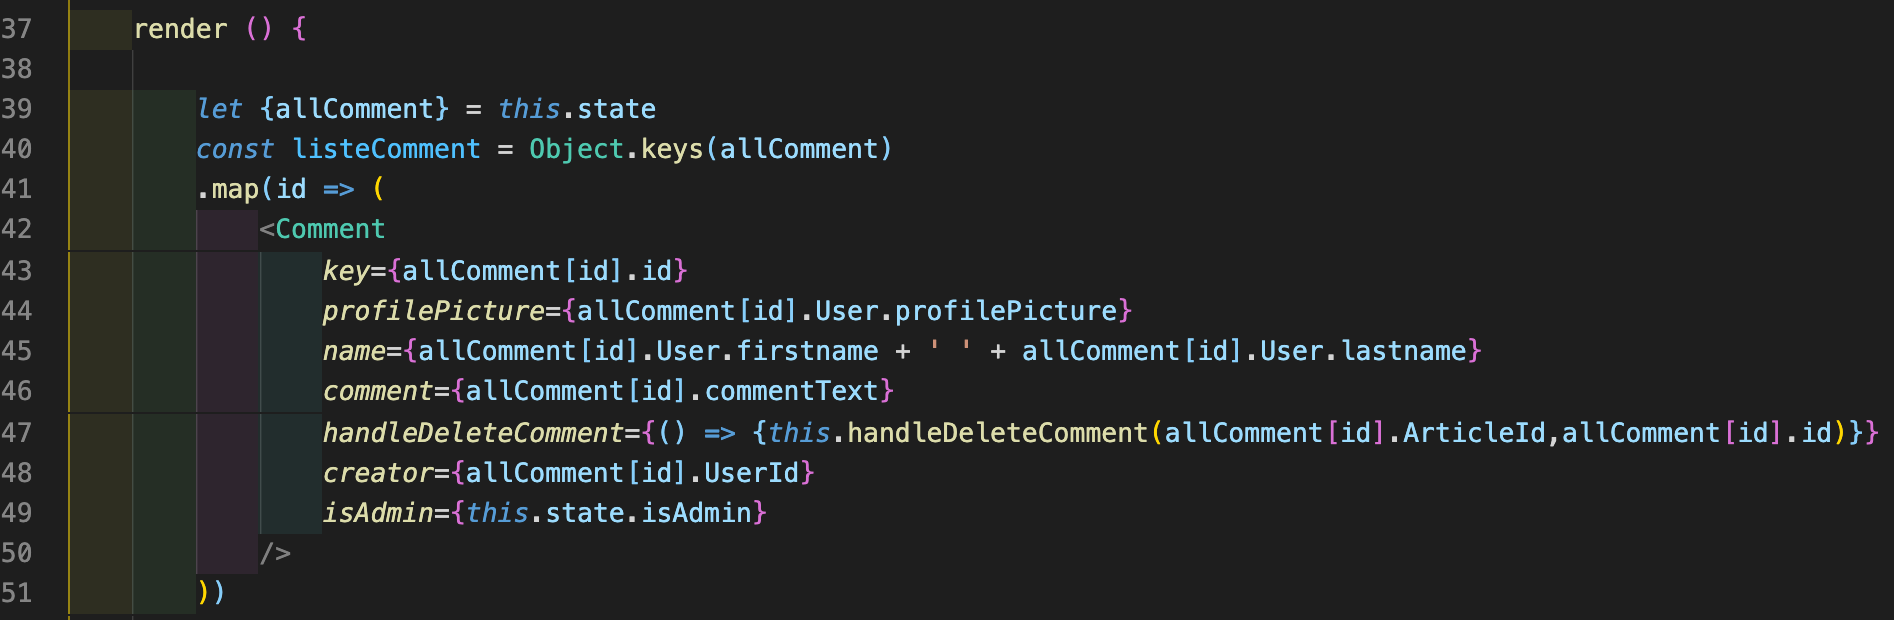 37 render () {
38
39 let {allComment} = this.state
40 const listeComment = Object.keys(allComment)
41 .map(id => (
42 <Comment
43 key={allComment[id].id}
44 profilePicture={allComment[id].User.profilePicture}
45 name={allComment[id].User.firstname + ' ' + allComment[id].User.lastname}
46 comment={allComment[id].commentText}
47 handleDeleteComment={() => {this.handleDeleteComment(allComment[id].ArticleId,allComment[id].id)}}
48 creator={allComment[id].UserId}
49 isAdmin={this.state.isAdmin}
50 />
51 ))